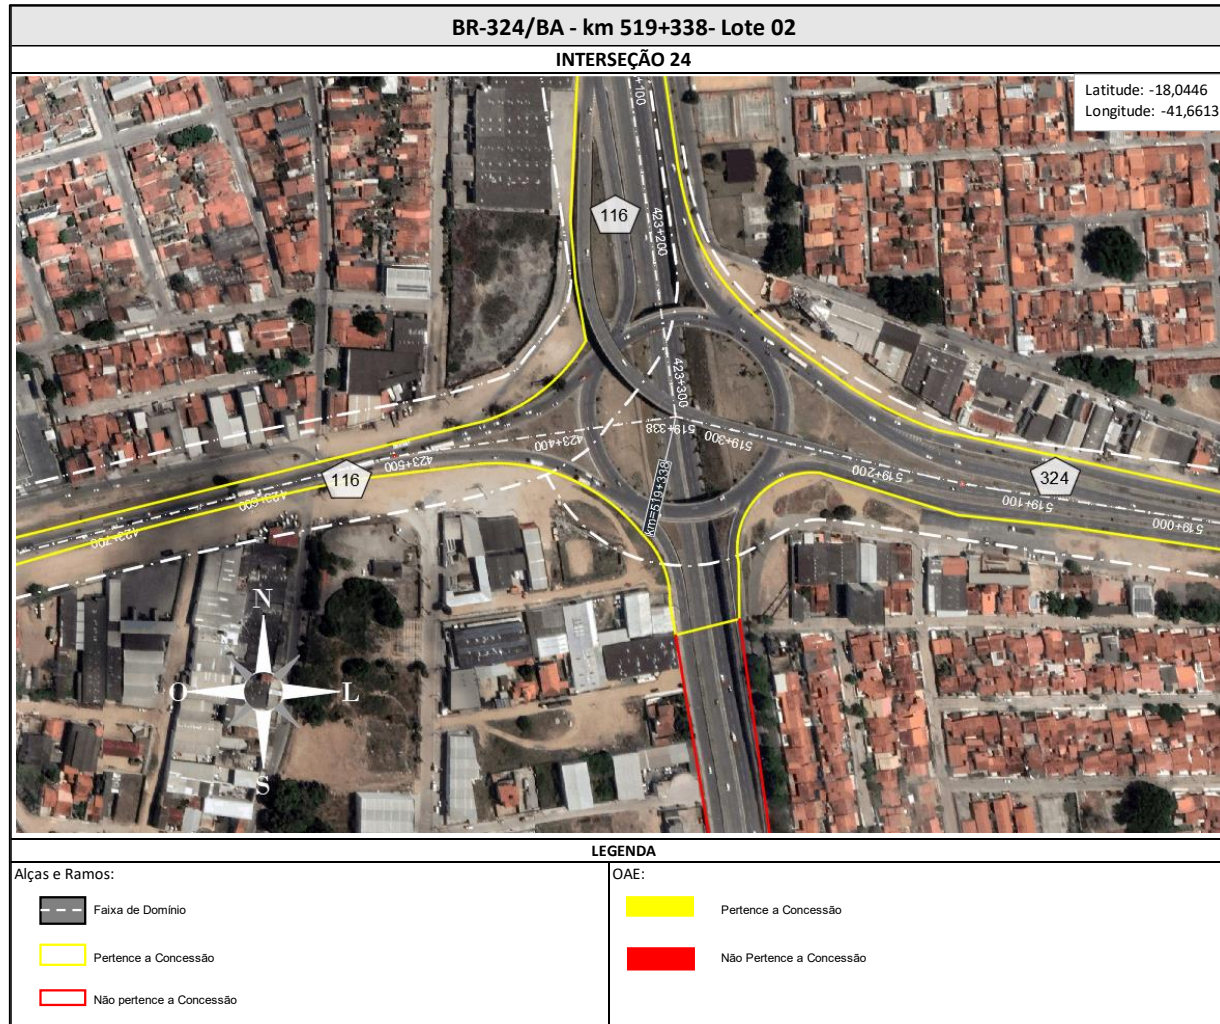 BR-324/BA - km 519+338- Lote 02
INTERSEÇÃO 24
Latitude: -18,0446
Longitude: -41,6613
+100
116
423+200
423+300
519+338
519+300
423+400
423+500
116
423+600
423+700
km=519+338
519+200
324
519+100
519+000
N
O
L
S
LEGENDA
Alças e Ramos:
Faixa de Domínio
Pertence a Concessão
Não pertence a Concessão
OAE:
Pertence a Concessão
Não Pertence a Concessão